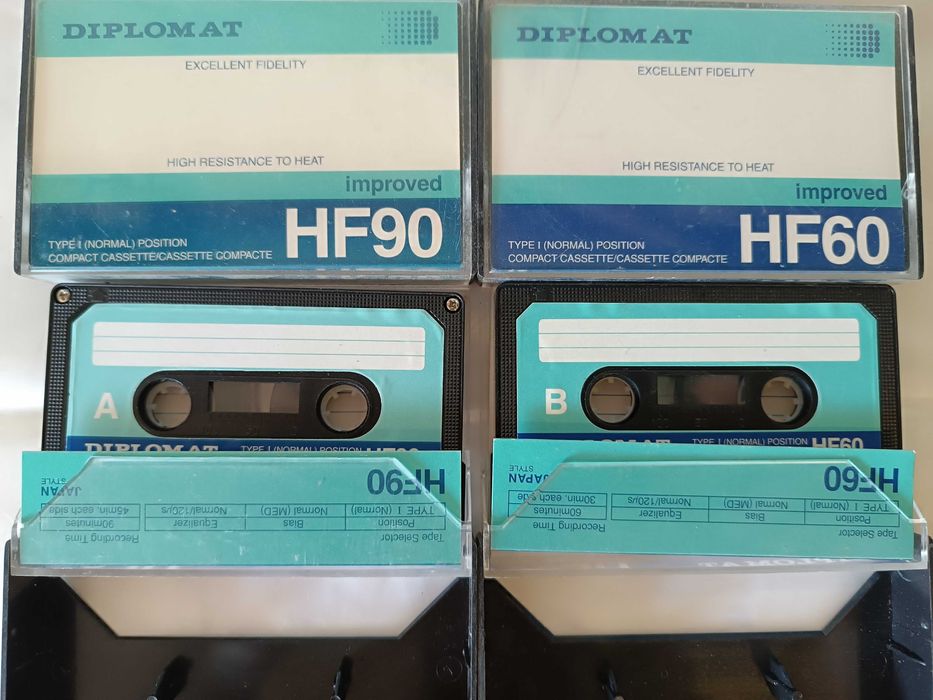 DIPLOMAT
EXCELLENT FIDELITY
HIGH RESISTANCE TO HEAT
improved
HF90
TYPE I (NORMAL) POSITION
COMPACT CASSETTE/CASSETTE COMPACTE
DIPLOMAT
EXCELLENT FIDELITY
HIGH RESISTANCE TO HEAT
improved
HF60
TYPE I (NORMAL) POSITION
COMPACT CASSETTE/CASSETTE COMPACTE
A
DIPLOMAT TYPE I (NORMAL) POSITION HF90
B
DIPLOMAT TYPE I (NORMAL) POSITION HF60
Tape Selector Recording Time
Position Bias Equalizer 90minutes
TYPE I (Normal) Normal (MED) Normal/120µs 45min. each side
HF90 JAPAN
STYLE
Tape Selector Recording Time
Position Bias Equalizer 60minutes
TYPE I (Normal) Normal (MED) Normal/120µs 30min. each side
HF60 JAPAN
STYLE